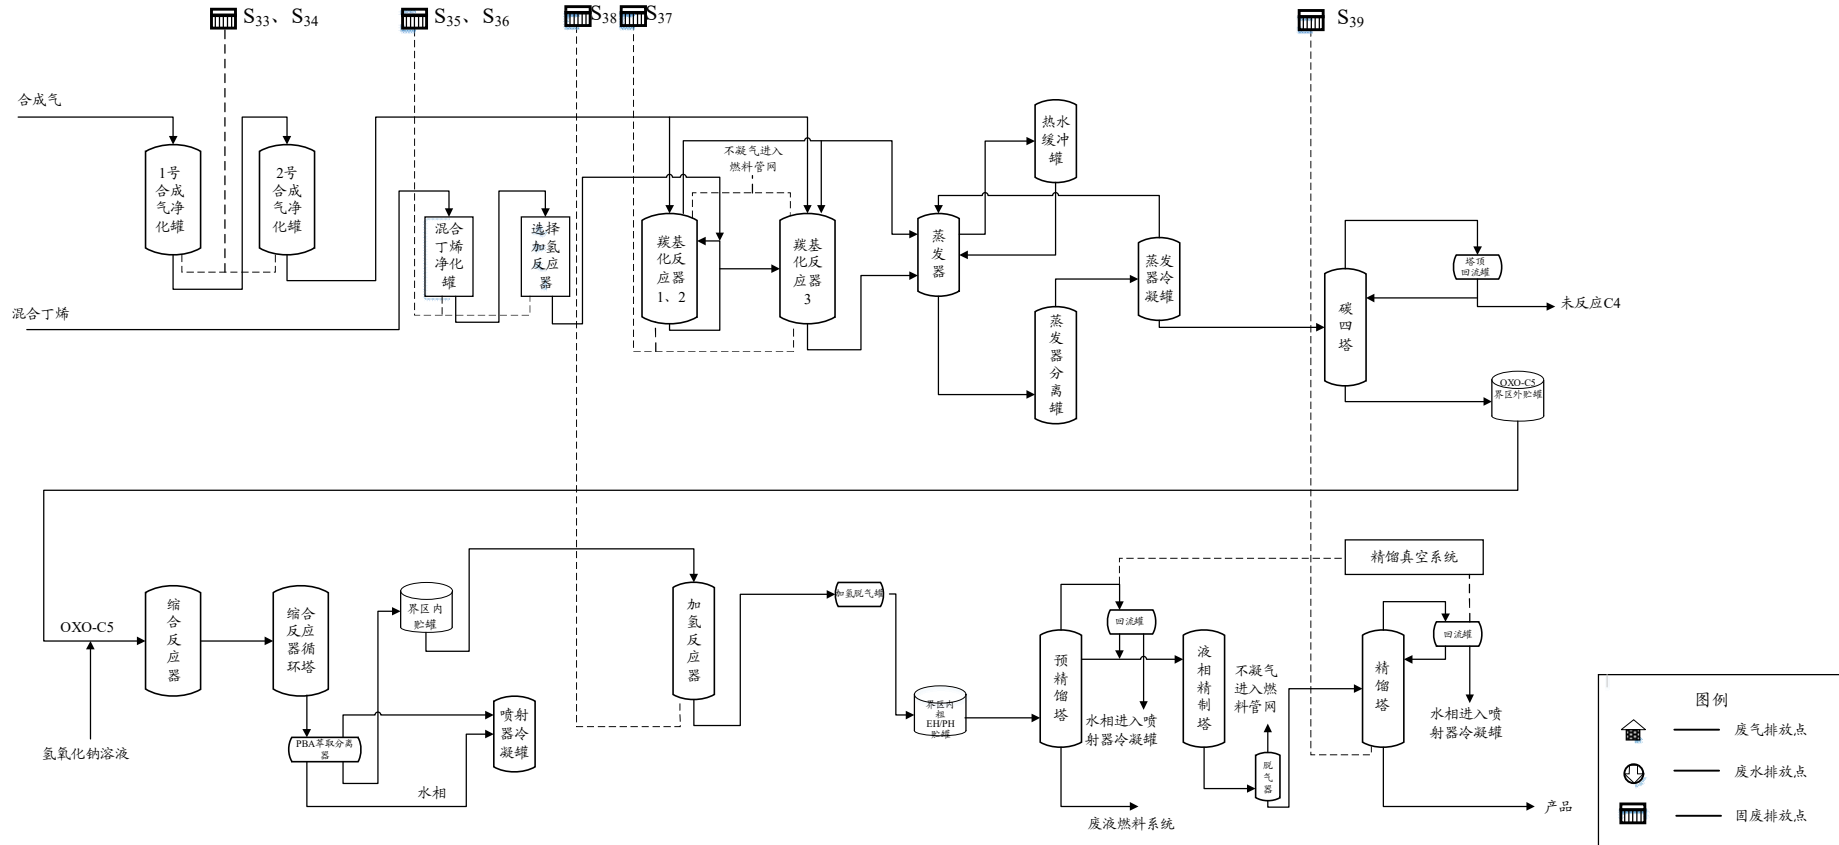 S33、S34
S35、S36
S38
S37
S39
合成气
1号
合成
气净
化罐
2号
合成
气净
化罐
混合丁烯
混合
丁烯
净化
罐
选择
加氢
反应
器
不凝气进入
燃料管网
羰基
化反
应器
1、2
羰基
化反
应器
3
蒸
发
器
热水
缓冲
罐
蒸
发
器
分
离
罐
蒸发
器冷
凝罐
碳
四
塔
塔顶
回流罐
未反应C4
OXO-C5
界区外贮罐
OXO-C5
氢氧化钠溶液
缩
合
反
应
器
缩合
反应
器循
环塔
PBA萃取分离
器
水相
界区内
贮罐
喷射
器冷
凝罐
加
氢
反
应
器
加氢脱气罐
界区内
粗
EH/PH
贮罐
预
精
馏
塔
回流罐
水相进入喷
射器冷凝罐
废液燃料系统
液
相
精
制
塔
不凝气
进入燃
料管网
脱
气
器
精馏真空系统
精
馏
塔
回流罐
水相进入喷
射器冷凝罐
产品
图例
废气排放点
废水排放点
固废排放点